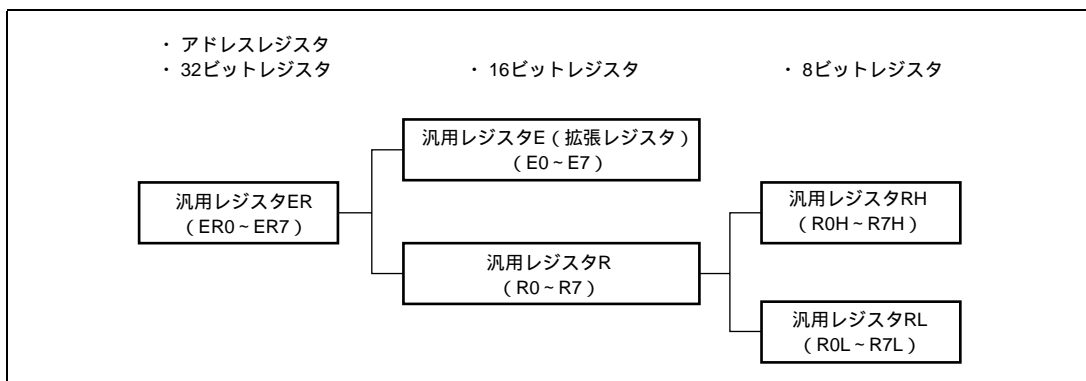 ・ アドレスレジスタ
・ 32ビットレジスタ
・ 16ビットレジスタ
・ 8ビットレジスタ
汎用レジスタER
( ER0 ~ ER7 )
汎用レジスタE ( 拡張レジスタ )
( E0 ~ E7 )
汎用レジスタR
( R0 ~ R7 )
汎用レジスタRH
( R0H ~ R7H )
汎用レジスタRL
( R0L ~ R7L )